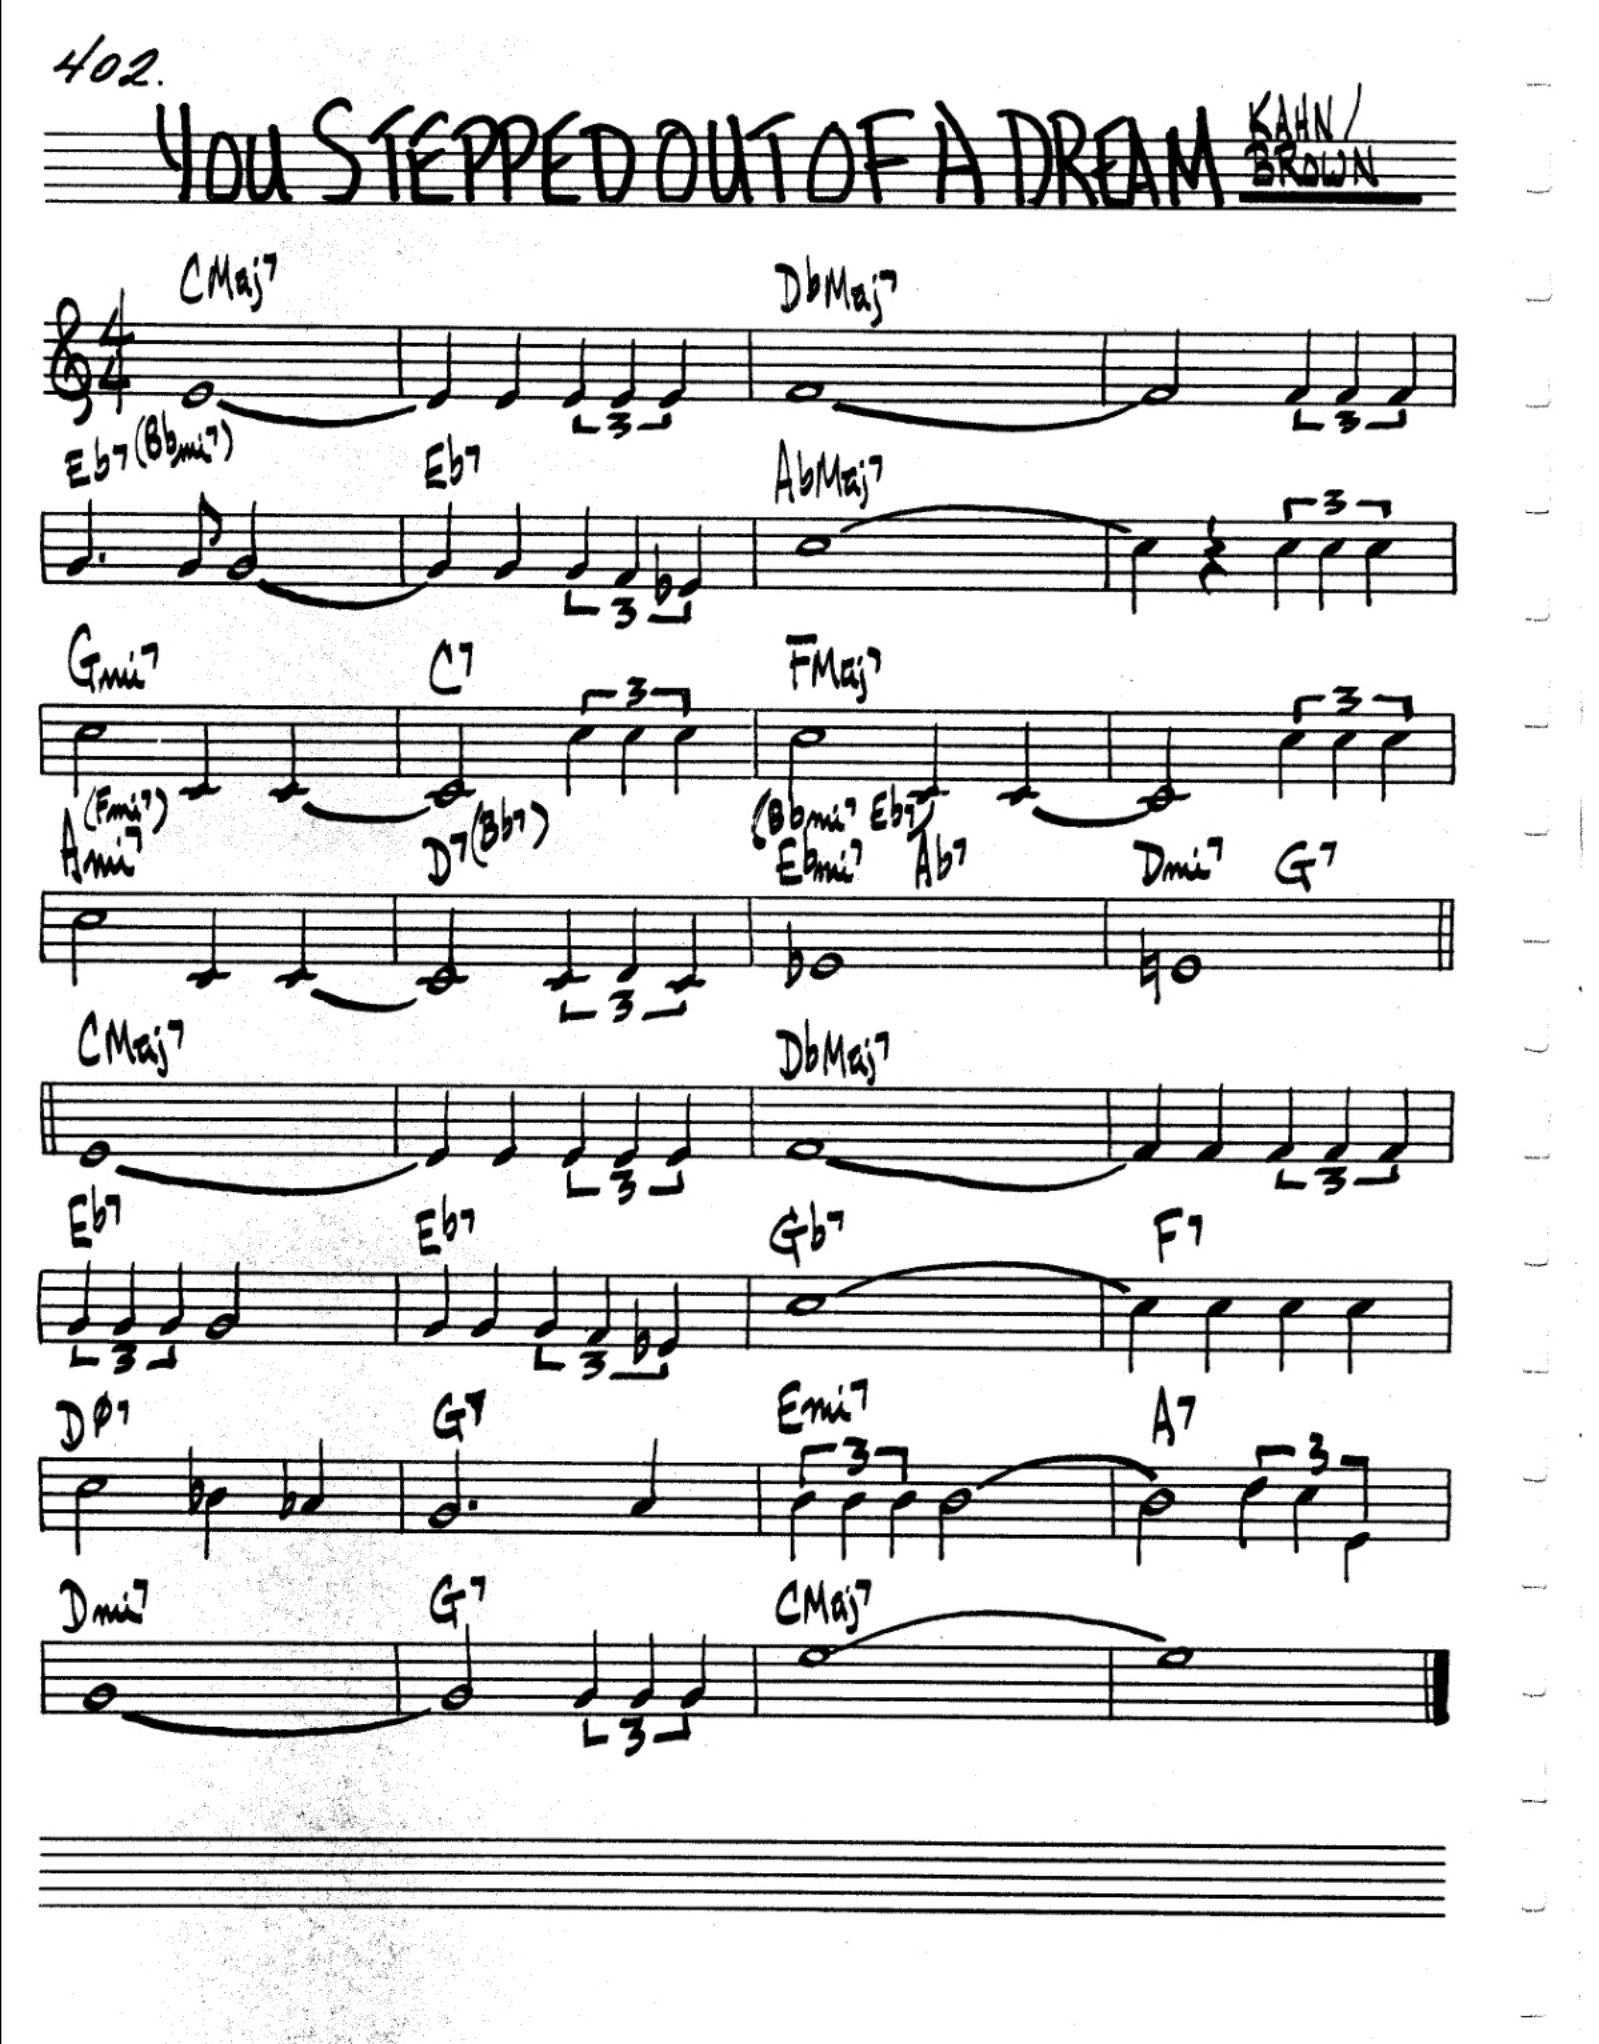 402.
YOU STEPPED OUT OF A DREAM KAHN/
BROWN
CMaj7 DbMaj7
4
4
3 3
Eb7 (Bbmi7) Eb7 AbMaj7
3
3
Gmi7 C7 FMaj7
3 3
(Fmi7) (Bb7) (Bbmi7 Eb7)
Ami7 D7 Ebmi7 Ab7 Dmi7 G7
3
CMaj7 DbMaj7
3 3
Eb7 Eb7 Gb7 F7
3 3
DØ7 G7 Emi7 A7
3 3
Dmi7 G7 CMaj7
3